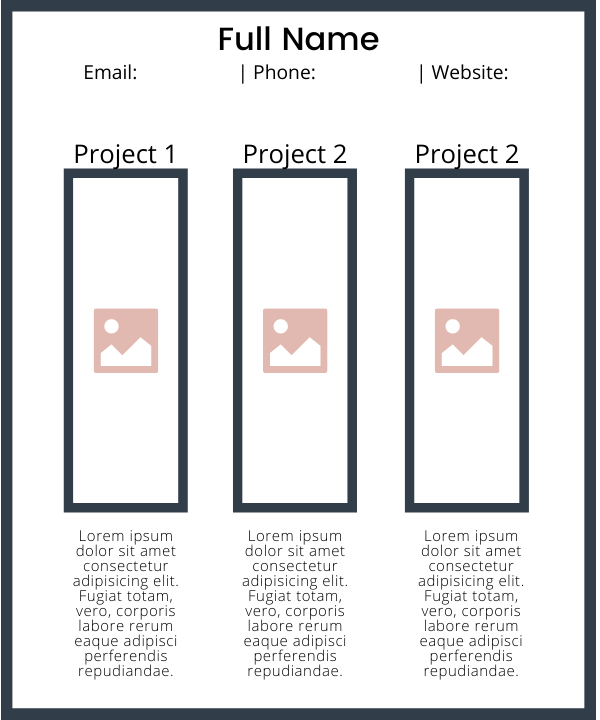 Full Name
Email: | Phone: | Website:
Project 1
Project 2
Project 2
Lorem ipsum
dolor sit amet
consectetur
adipisicing elit.
Fugiat totam,
vero, corporis
labore rerum
eaque adipisci
perferendis
repudiandae.
Lorem ipsum
dolor sit amet
consectetur
adipisicing elit.
Fugiat totam,
vero, corporis
labore rerum
eaque adipisci
perferendis
repudiandae.
Lorem ipsum
dolor sit amet
consectetur
adipisicing elit.
Fugiat totam,
vero, corporis
labore rerum
eaque adipisci
perferendis
repudiandae.